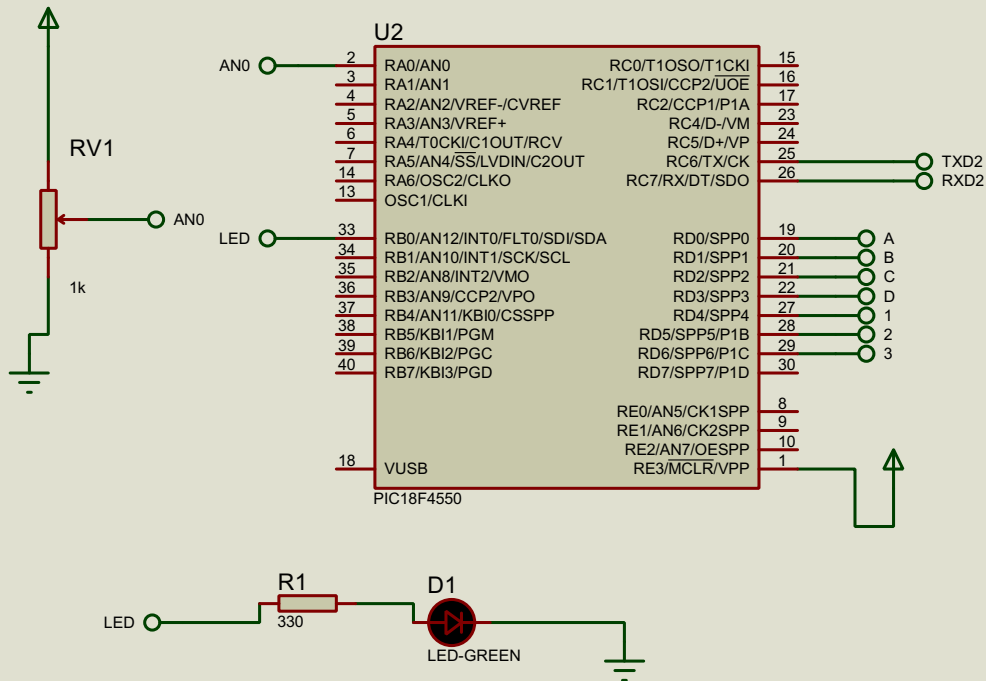 U2
AN0
2 RA0/AN0
3 RA1/AN1
4 RA2/AN2/VREF-/CVREF
5 RA3/AN3/VREF+
6 RA4/T0CKI/C1OUT/RCV
7 RA5/AN4/SS/LVDIN/C2OUT
14 RA6/OSC2/CLKO
13 OSC1/CLKI
LED
33 RB0/AN12/INT0/FLT0/SDI/SDA
34 RB1/AN10/INT1/SCK/SCL
35 RB2/AN8/INT2/VMO
36 RB3/AN9/CCP2/VPO
37 RB4/AN11/KBI0/CSSPP
38 RB5/KBI1/PGM
39 RB6/KBI2/PGC
40 RB7/KBI3/PGD
18 VUSB
RC0/T1OSO/T1CKI 15
RC1/T1OSI/CCP2/UOE 16
RC2/CCP1/P1A 17
RC4/D-/VM 23
RC5/D+/VP 24
RC6/TX/CK 25 TXD2
RC7/RX/DT/SDO 26 RXD2
RD0/SPP0 19 A
RD1/SPP1 20 B
RD2/SPP2 21 C
RD3/SPP3 22 D
RD4/SPP4 27 1
RD5/SPP5/P1B 28 2
RD6/SPP6/P1C 29 3
RD7/SPP7/P1D 30
RE0/AN5/CK1SPP 8
RE1/AN6/CK2SPP 9
RE2/AN7/OESPP 10
RE3/MCLR/VPP 1
PIC18F4550
RV1
AN0
1k
LED
R1
330
D1
LED-GREEN